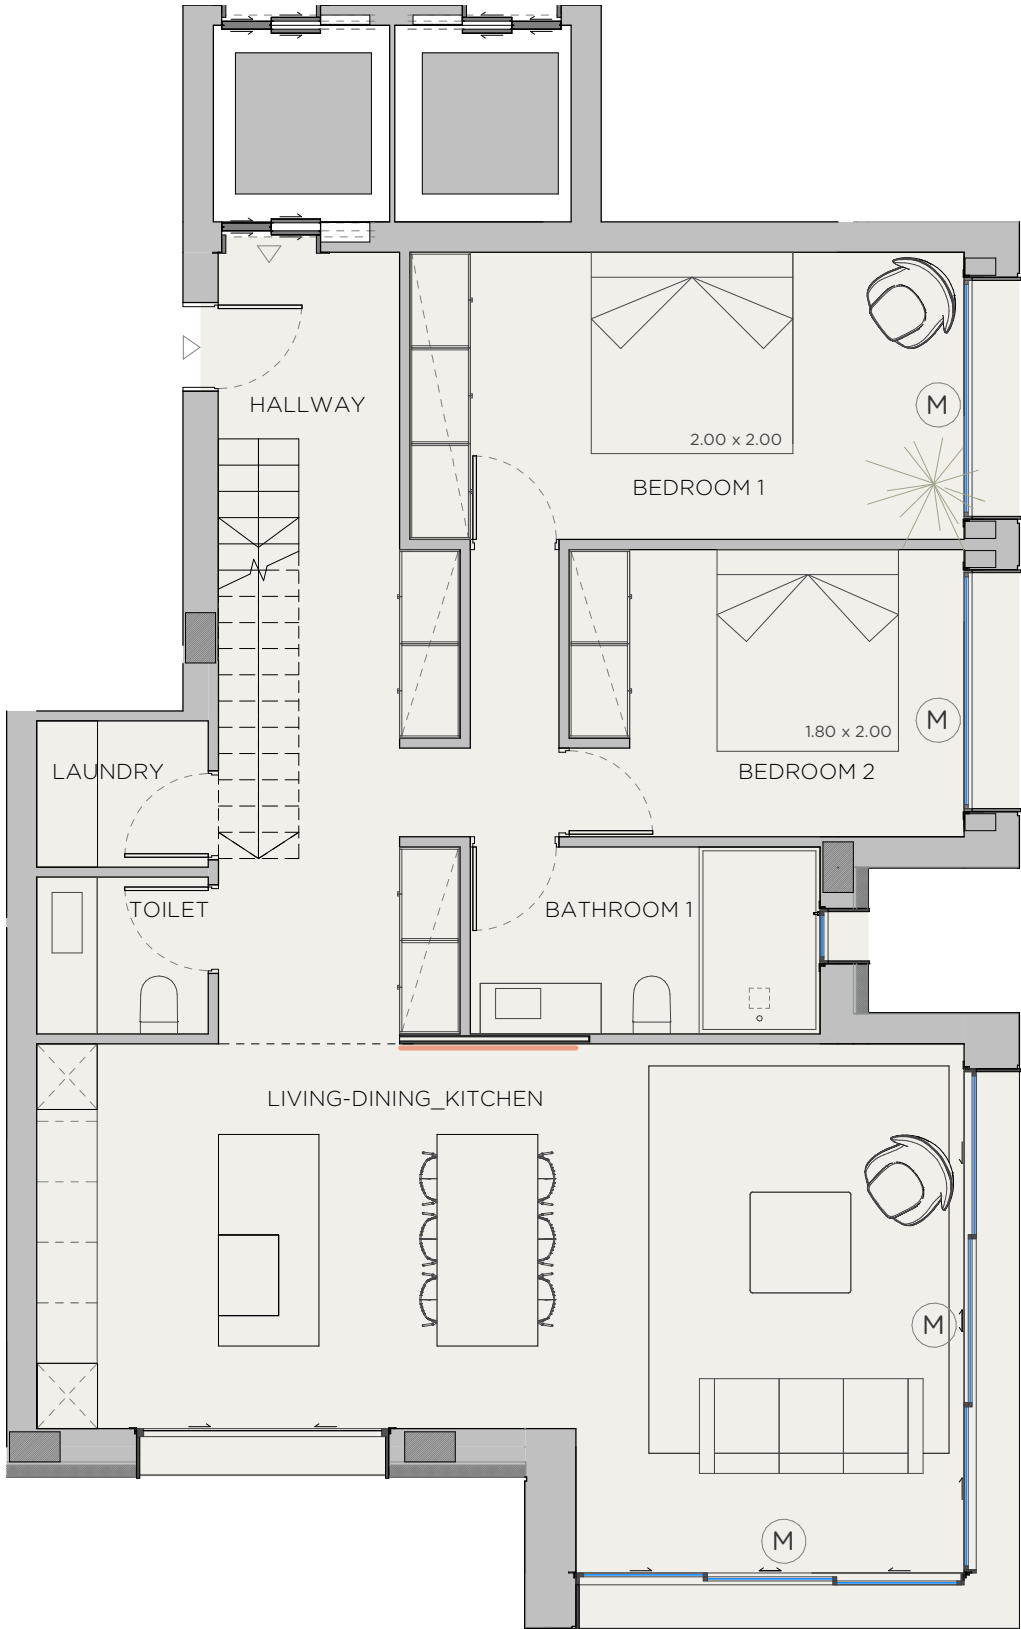 HALLWAY
M
2.00 x 2.00
BEDROOM 1
M
1.80 x 2.00
LAUNDRY
BEDROOM 2
TOILET
BATHROOM 1
LIVING-DINING_KITCHEN
M
M